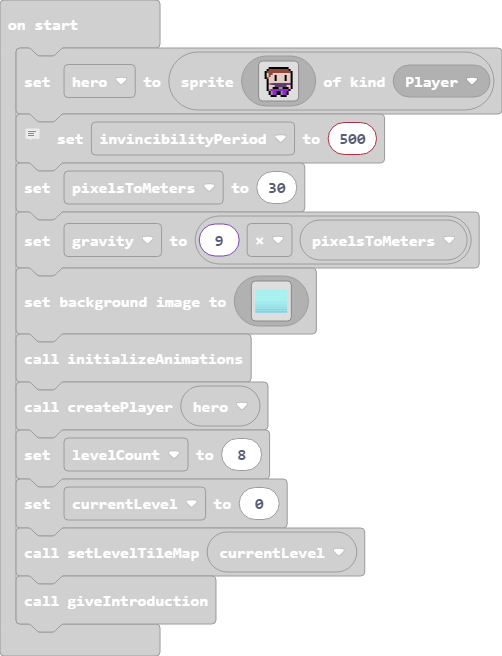 on start
set hero to sprite of kind Player
set invincibilityPeriod to 500
set pixelsToMeters to 30
set gravity to 9 × pixelsToMeters
set background image to
call initializeAnimations
call createPlayer hero
set levelCount to 8
set currentLevel to 0
call setLevelTileMap currentLevel
call giveIntroduction